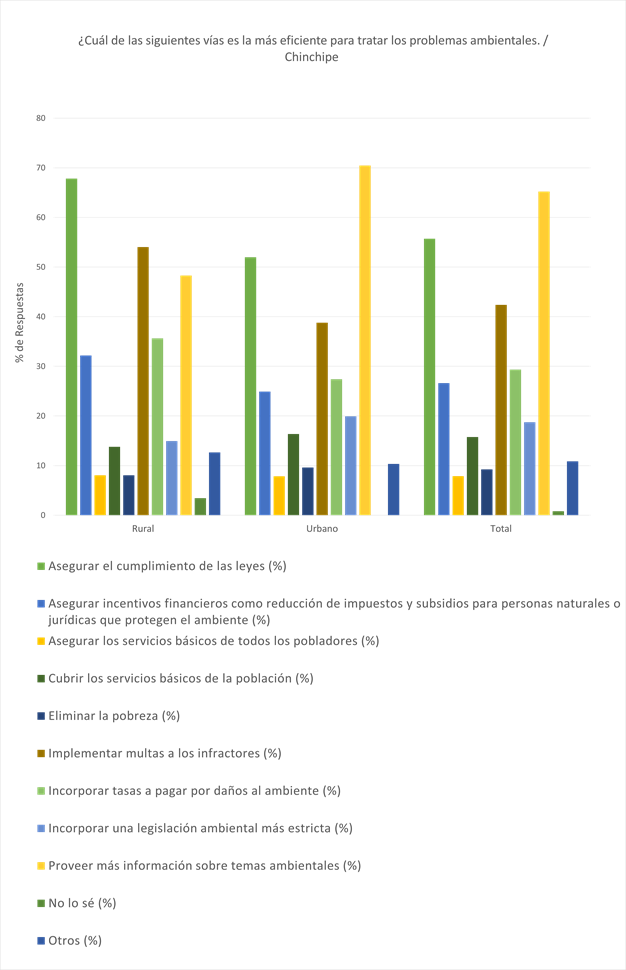 ¿Cuál de las siguientes vías es la más eficiente para tratar los problemas ambientales. /
Chinchipe
80
70
60
50
40
30
20
10
0
% de Respuestas
Rural
Urbano
Total
Asegurar el cumplimiento de las leyes (%)
Asegurar incentivos financieros como reducción de impuestos y subsidios para personas naturales o
jurídicas que protegen el ambiente (%)
Asegurar los servicios básicos de todos los pobladores (%)
Cubrir los servicios básicos de la población (%)
Eliminar la pobreza (%)
Implementar multas a los infractores (%)
Incorporar tasas a pagar por daños al ambiente (%)
Incorporar una legislación ambiental más estricta (%)
Proveer más información sobre temas ambientales (%)
No lo sé (%)
Otros (%)